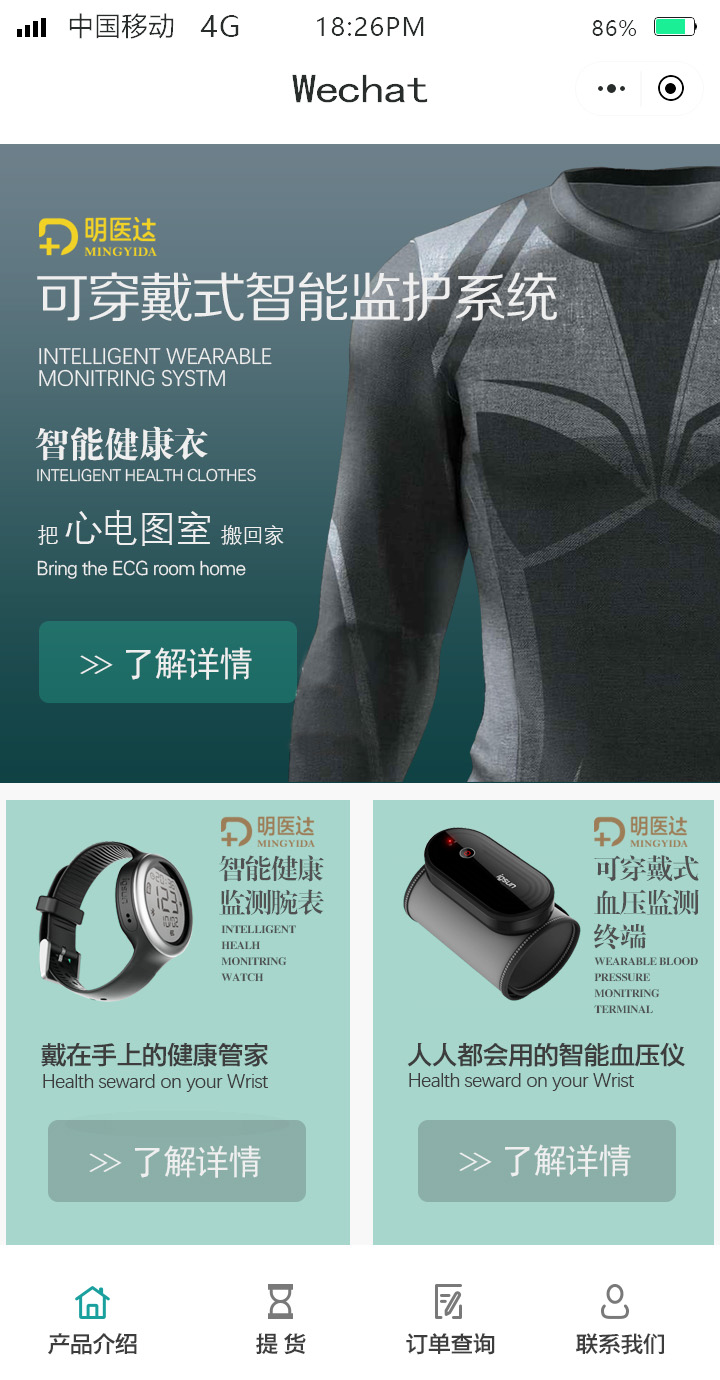 中国移动 4G 18:26PM 86%
Wechat
明医达
MINGYIDA
可穿戴式智能监护系统
INTELLIGENT WEARABLE
MONITRING SYSTM
智能健康衣
INTELIGENT HEALTH CLOTHES
把 心电图室 搬回家
Bring the ECG room home
>> 了解详情
明医达
MINGYIDA
智能健康
监测腕表
INTELLIGENT
HEALH
MONITRING
WATCH
戴在手上的健康管家
Health seward on your Wrist
>> 了解详情
明医达
MINGYIDA
可穿戴式
血压监测
终端
WEARABLE BLOOD
PRESSURE
MONITRING
TERMINAL
ipsun
人人都会用的智能血压仪
Health seward on your Wrist
>> 了解详情
产品介绍
提 货
订单查询
联系我们